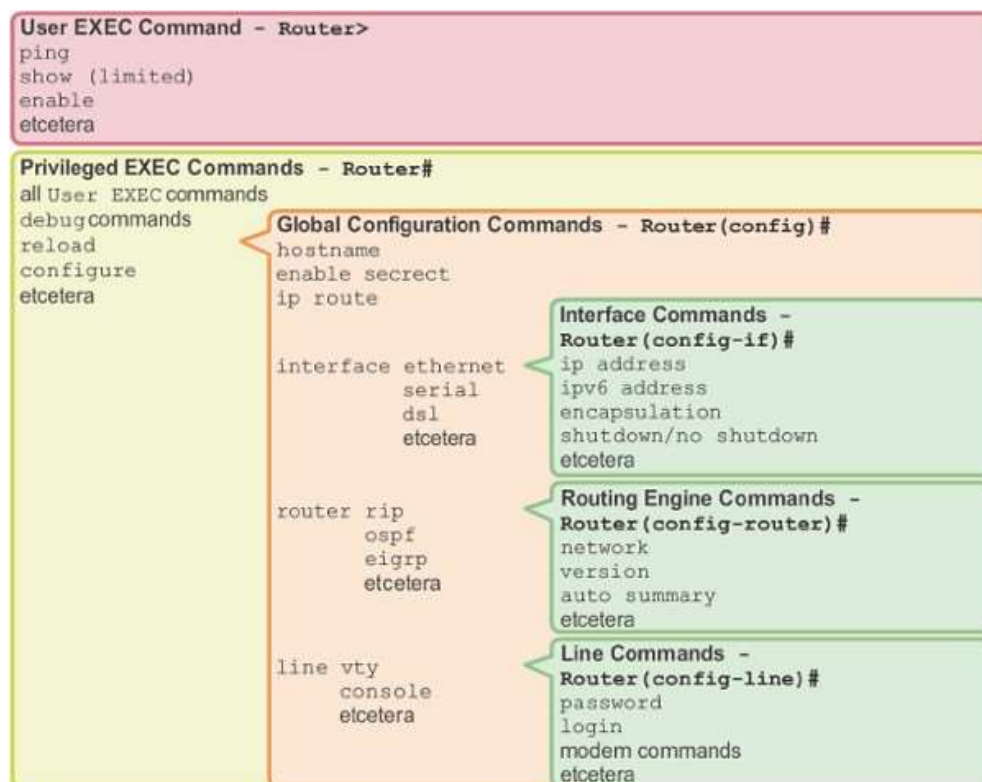 User EXEC Command - Router>
ping
show (limited)
enable
etcetera
Privileged EXEC Commands - Router#
all User EXEC commands
debug commands
reload
configure
etcetera
Global Configuration Commands - Router(config)#
hostname
enable secrect
ip route
interface ethernet
serial
dsl
etcetera
Interface Commands -
Router(config-if)#
ip address
ipv6 address
encapsulation
shutdown/no shutdown
etcetera
router rip
ospf
eigrp
etcetera
Routing Engine Commands -
Router(config-router)#
network
version
auto summary
etcetera
line vty
console
etcetera
Line Commands -
Router(config-line)#
password
login
modem commands
etcetera